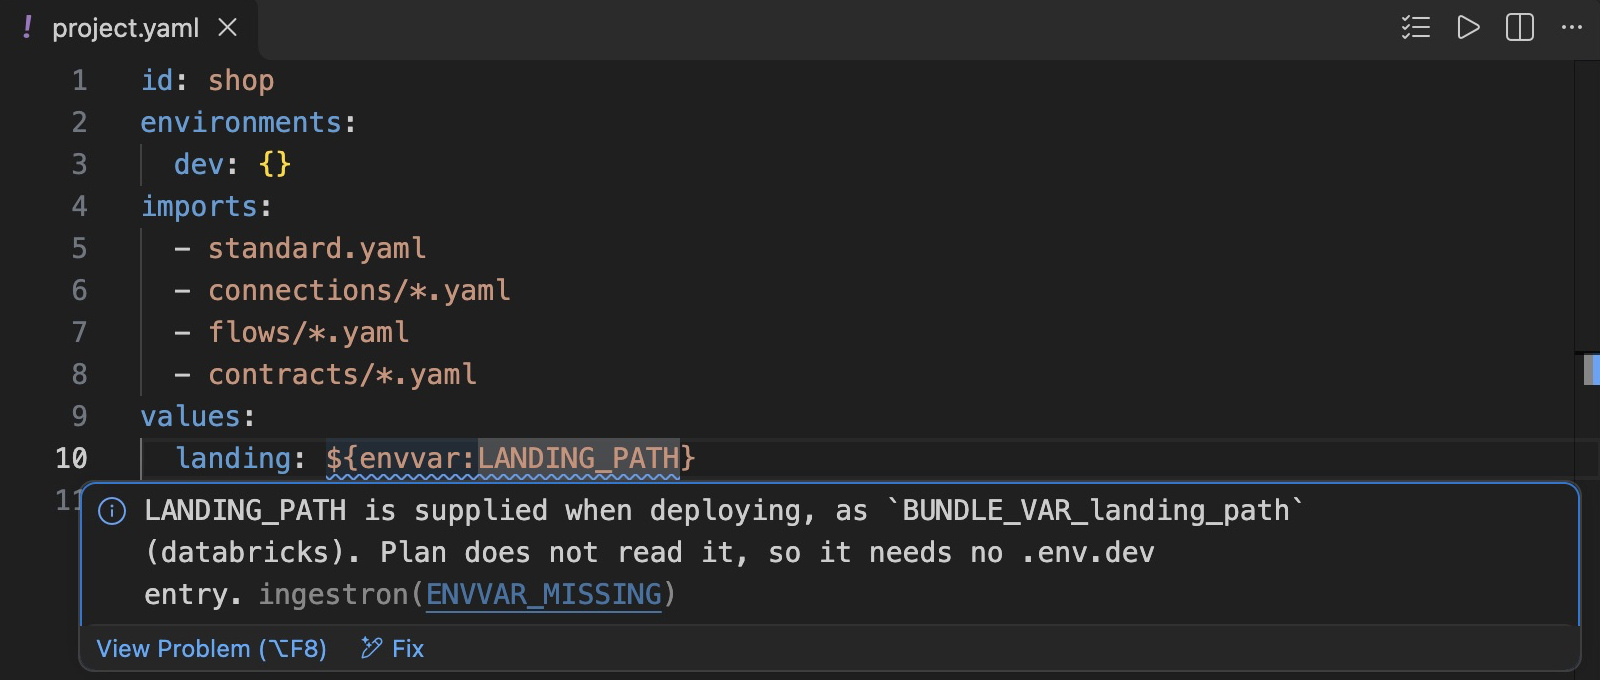 ! project.yaml
1 id: shop
2 environments:
3 dev: {}
4 imports:
5 - standard.yaml
6 - connections/*.yaml
7 - flows/*.yaml
8 - contracts/*.yaml
9 values:
10 landing: ${envvar:LANDING_PATH}
11
LANDING_PATH is supplied when deploying, as `BUNDLE_VAR_landing_path`
(databricks). Plan does not read it, so it needs no .env.dev
entry. ingestron(ENVVAR_MISSING)
View Problem (⌥F8) Fix